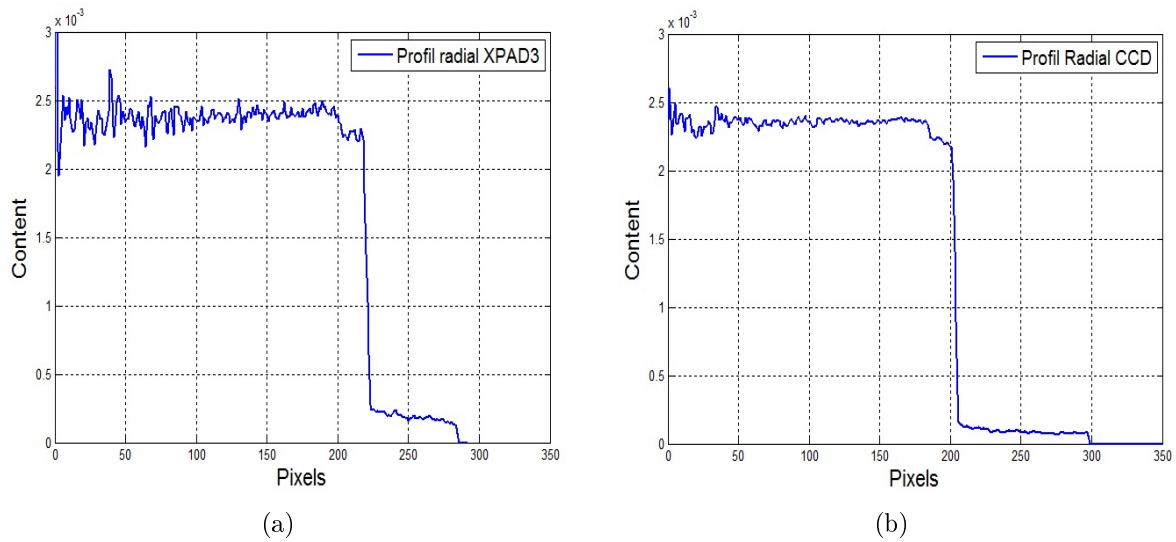 x 10⁻³
Profil radial XPAD3
3
2.5
2
1.5
1
0.5
0
0 50 100 150 200 250 300 350
Content
Pixels
(a)
x 10⁻³
Profil Radial CCD
3
2.5
2
1.5
1
0.5
0
0 50 100 150 200 250 300 350
Content
Pixels
(b)